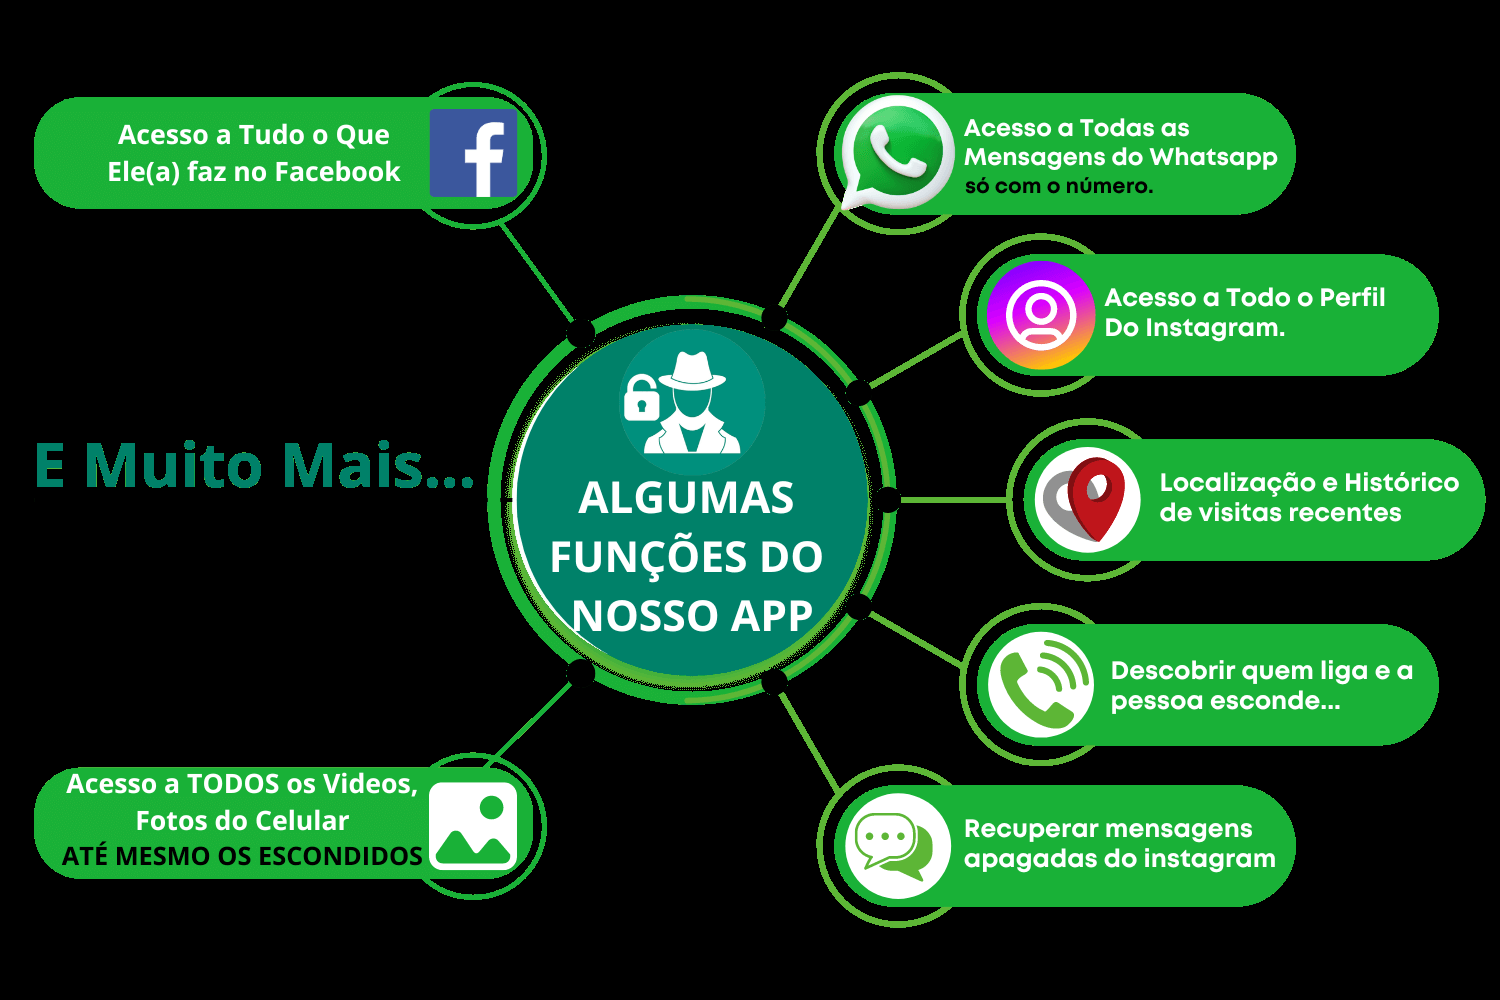 Acesso a Tudo o Que
Ele(a) faz no Facebook
Acesso a Todas as
Mensagens do Whatsapp
só com o número.
Acesso a Todo o Perfil
Do Instagram.
E Muito Mais...
ALGUMAS
FUNÇÕES DO
NOSSO APP
Localização e Histórico
de visitas recentes
Descobrir quem liga e a
pessoa esconde...
Acesso a TODOS os Videos,
Fotos do Celular
ATÉ MESMO OS ESCONDIDOS
Recuperar mensagens
apagadas do instagram